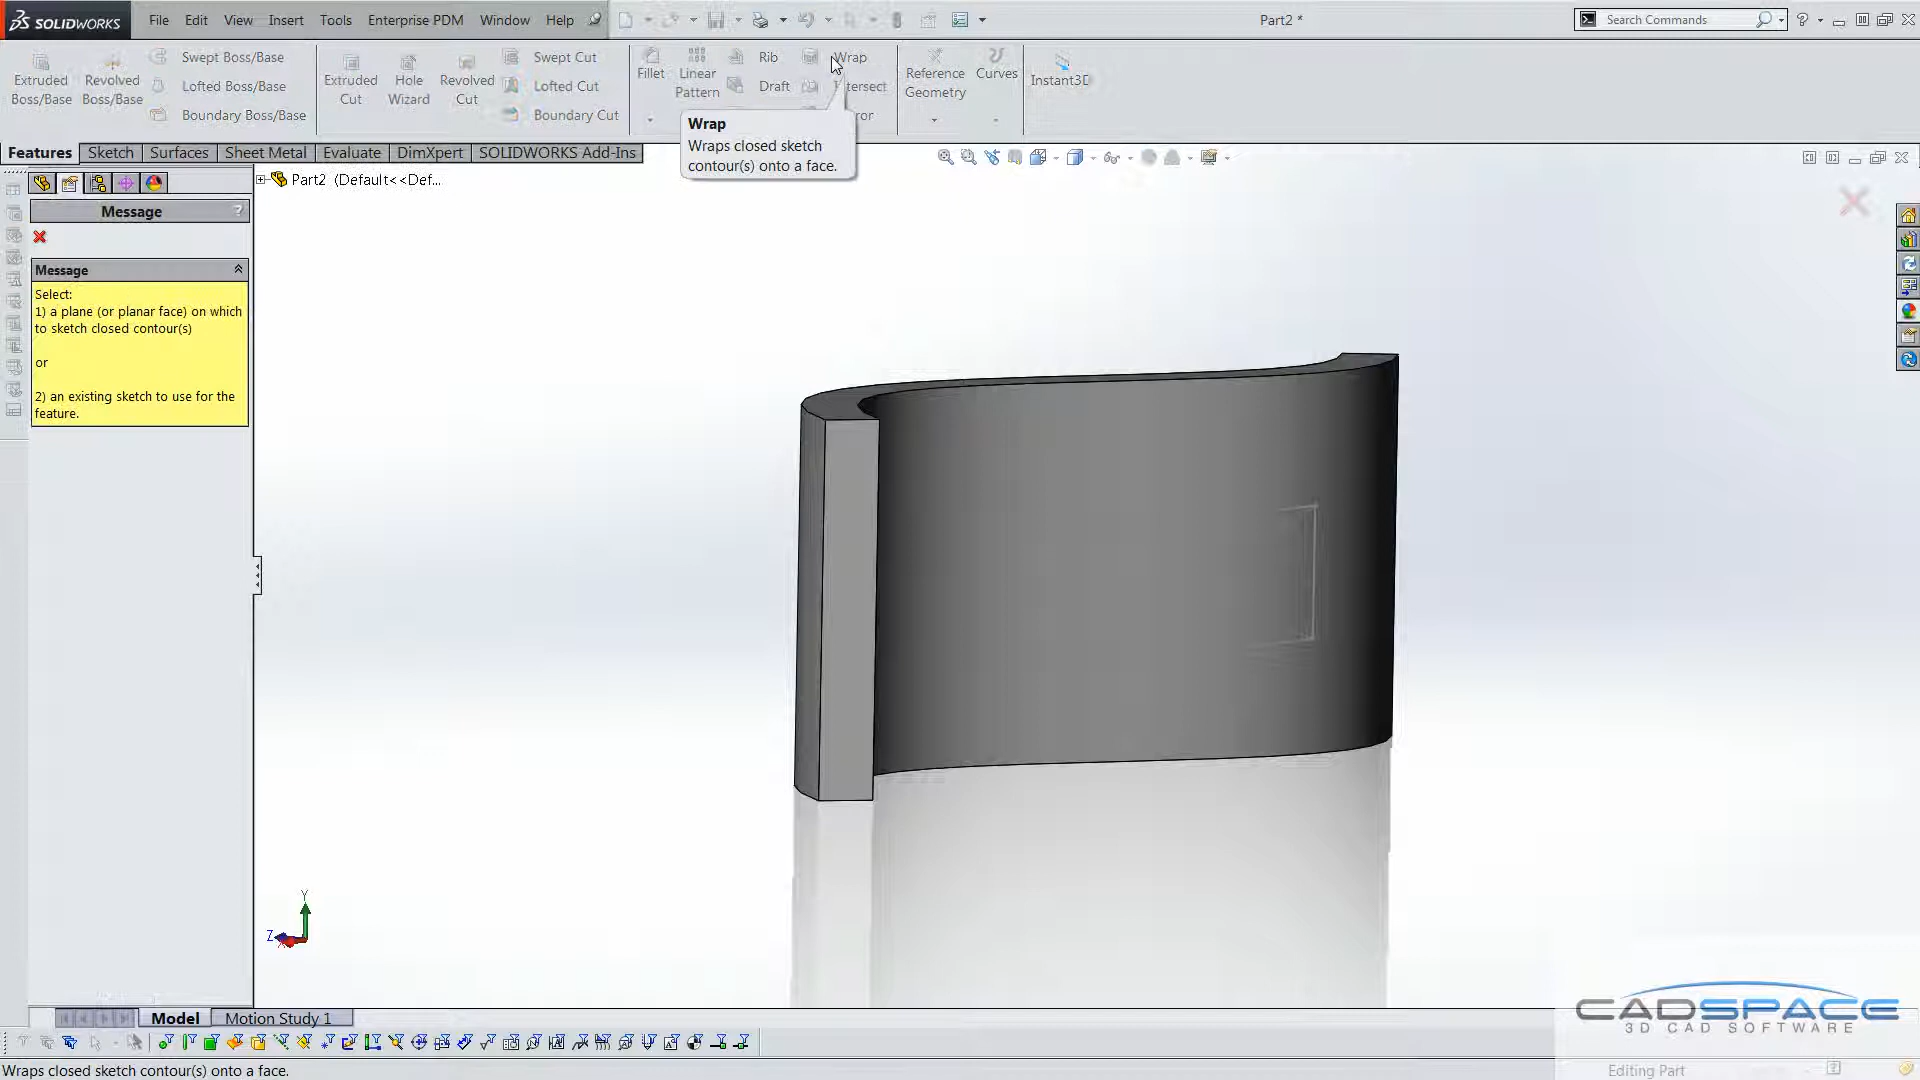 SOLIDWORKS File Edit View Insert Tools Enterprise PDM Window Help Part2 * Search Commands
Extruded Boss/Base
Revolved Boss/Base
Swept Boss/Base
Lofted Boss/Base
Boundary Boss/Base
Extruded Cut
Hole Wizard
Revolved Cut
Swept Cut
Lofted Cut
Boundary Cut
Fillet
Linear Pattern
Rib
Draft
Wrap
tersect
ror
Reference Geometry
Curves
Instant3D
Wrap
Wraps closed sketch
contour(s) onto a face.
Features Sketch Surfaces Sheet Metal Evaluate DimXpert SOLIDWORKS Add-Ins
Part2 (Default<<Def...
Message ?
Message
Select:
1) a plane (or planar face) on which
to sketch closed contour(s)
or
2) an existing sketch to use for the
feature.
Y
Z
Model Motion Study 1
CADSPACE
3D CAD SOFTWARE
Wraps closed sketch contour(s) onto a face. Editing Part